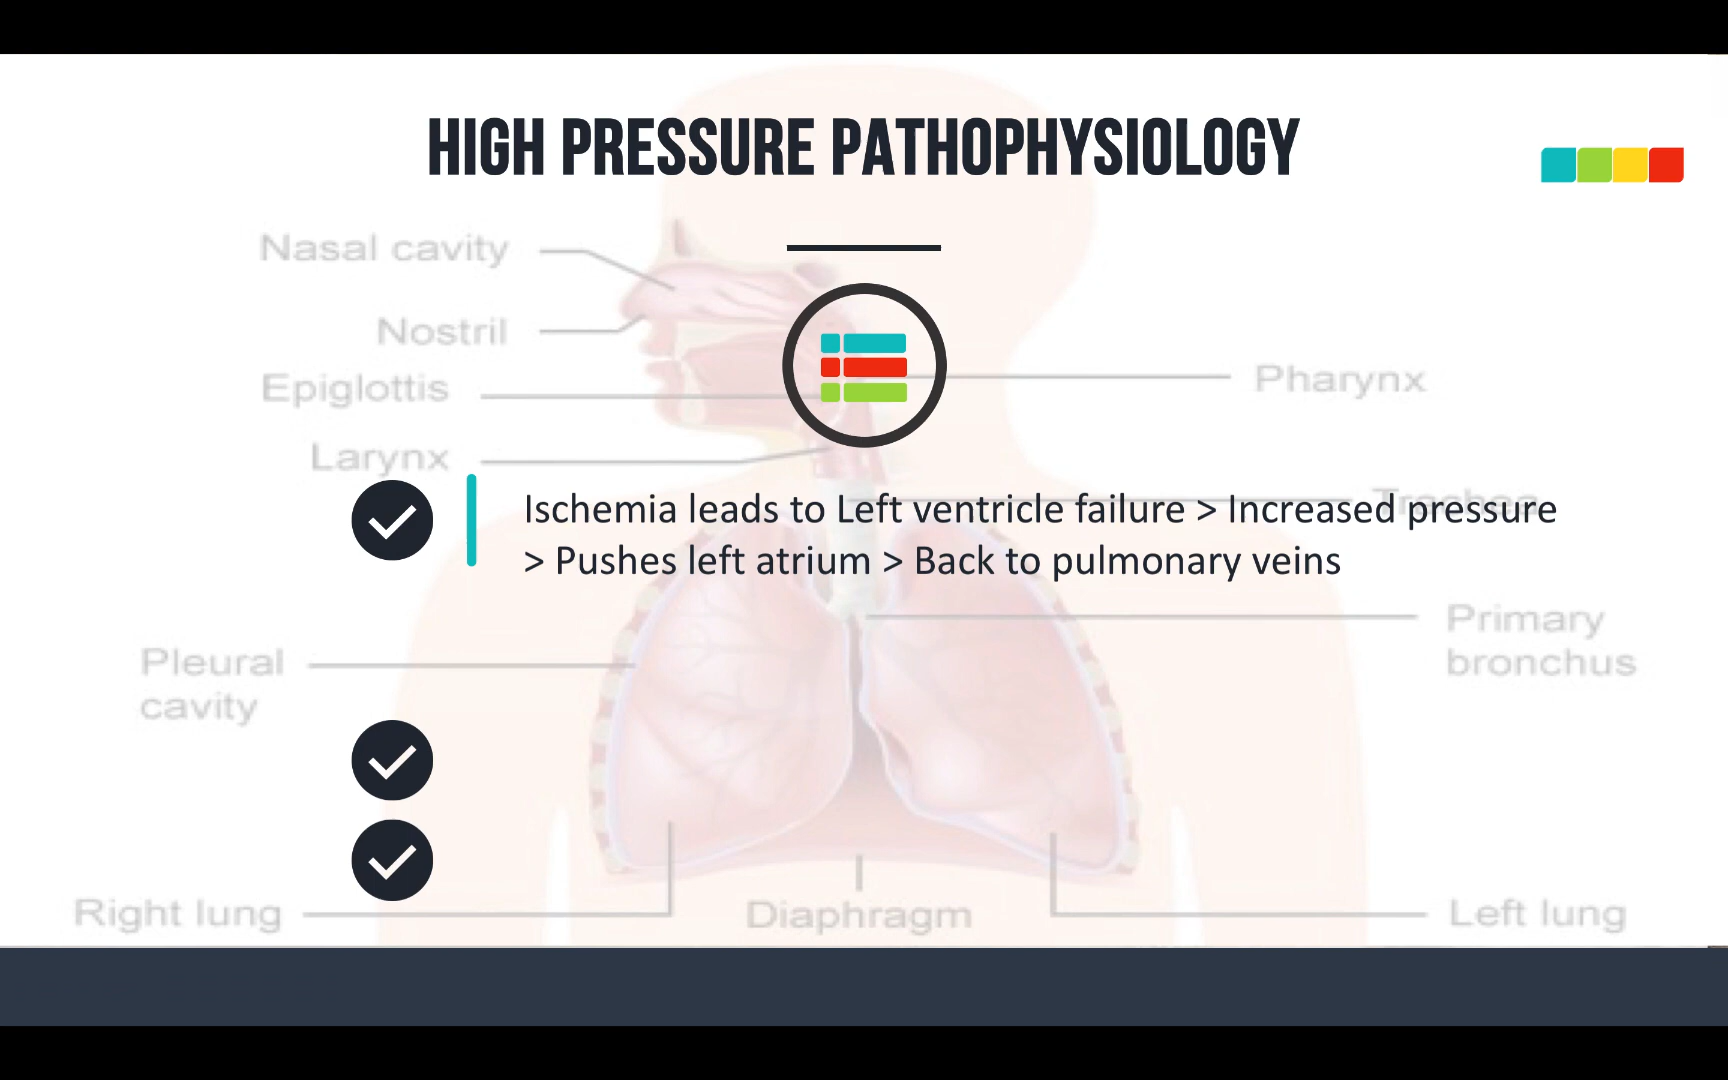 HIGH PRESSURE PATHOPHYSIOLOGY
Nasal cavity
Nostril
Epiglottis
Pharynx
Larynx
Trachea
Ischemia leads to Left ventricle failure > Increased pressure
> Pushes left atrium > Back to pulmonary veins
Primary
bronchus
Pleural
cavity
Right lung
Diaphragm
Left lung